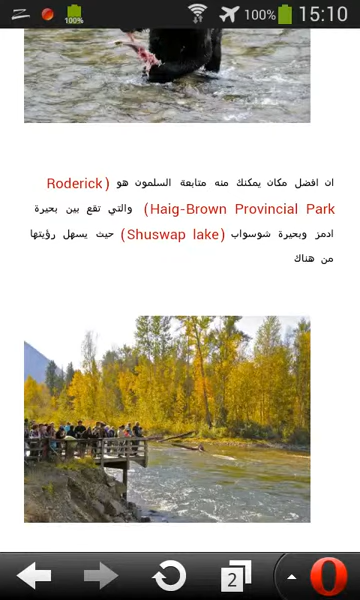 100%
100%
15:10
ان افضل مكان يمكنك منه متابعة السلمون هو (Roderick
Haig-Brown Provincial Park) والتي تقع بين بحيرة
ادمز وبحيرة شوسواب (Shuswap lake) حيث يسهل رؤيتها
من هناك
2